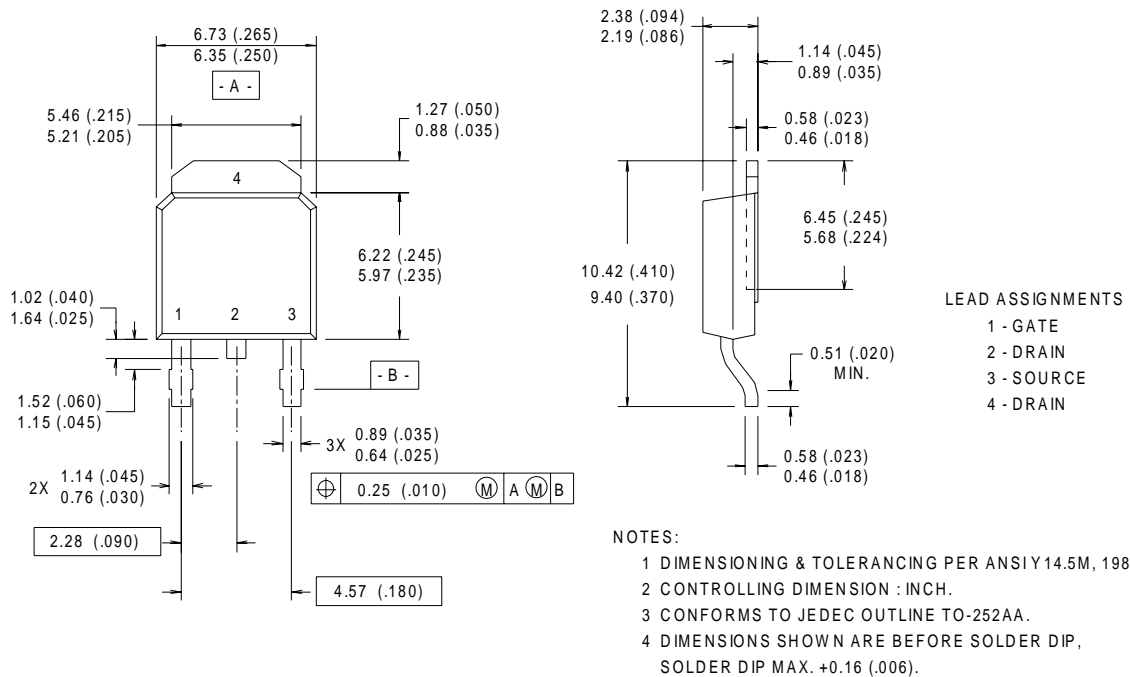 6.73 (.265)
6.35 (.250)
- A -
5.46 (.215)
5.21 (.205)
1.27 (.050)
0.88 (.035)
4
6.22 (.245)
5.97 (.235)
1.02 (.040)
1.64 (.025)
1 2 3
- B -
1.52 (.060)
1.15 (.045)
3X 0.89 (.035)
0.64 (.025)
2X 1.14 (.045)
0.76 (.030)
0.25 (.010) M A M B
2.28 (.090)
4.57 (.180)
2.38 (.094)
2.19 (.086)
1.14 (.045)
0.89 (.035)
0.58 (.023)
0.46 (.018)
6.45 (.245)
5.68 (.224)
10.42 (.410)
9.40 (.370)
0.51 (.020)
MIN.
0.58 (.023)
0.46 (.018)
LEAD ASSIGNMENTS
1 - GATE
2 - DRAIN
3 - SOURCE
4 - DRAIN
NOTES:
1 DIMENSIONING & TOLERANCING PER ANSI Y14.5M, 198
2 CONTROLLING DIMENSION : INCH.
3 CONFORMS TO JEDEC OUTLINE TO-252AA.
4 DIMENSIONS SHOWN ARE BEFORE SOLDER DIP,
SOLDER DIP MAX. +0.16 (.006).